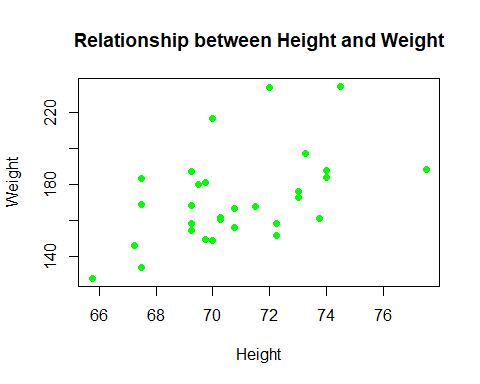 Relationship between Height and Weight
Weight
220
180
140
66 68 70 72 74 76
Height